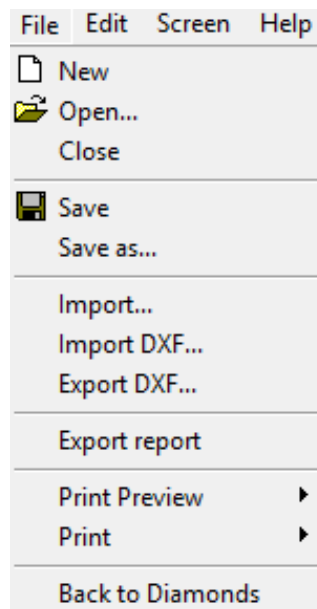 File Edit Screen Help
New
Open...
Close
Save
Save as...
Import...
Import DXF...
Export DXF...
Export report
Print Preview
Print
Back to Diamonds